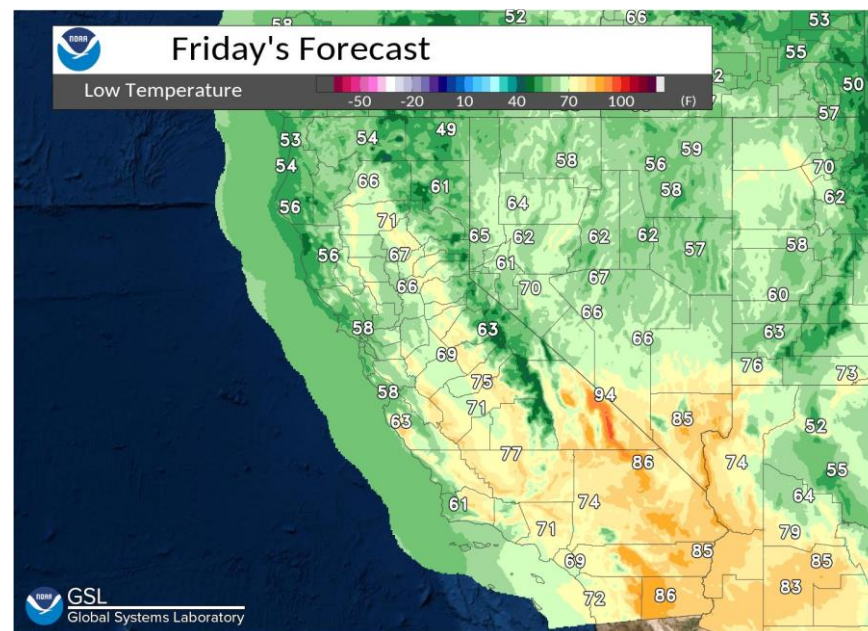 58 52 66 53
NOAA
Friday's Forecast
55
Low Temperature
-50 -20 10 40 70 100 (F)
50
57
53 54 49 58 56 59
54 66 61 58 70
56 71 64 62
56 67 65 62 62 62 57 58
66 61 70 67 60
58 63 66 66 63
69 76 73
58 75 94
63 71 85 52
77 86 74 55
61 74 64
71 79
69 85 85
72 86 83
NOAA
GSL
Global Systems Laboratory